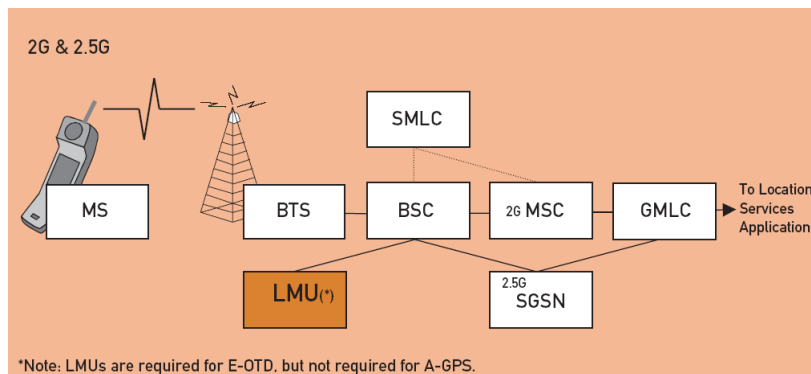 2G & 2.5G
SMLC
MS
BTS
BSC
2G MSC
GMLC
To Location
Services
Application
LMU(*)
2.5G
SGSN
*Note: LMUs are required for E-OTD, but not required for A-GPS.